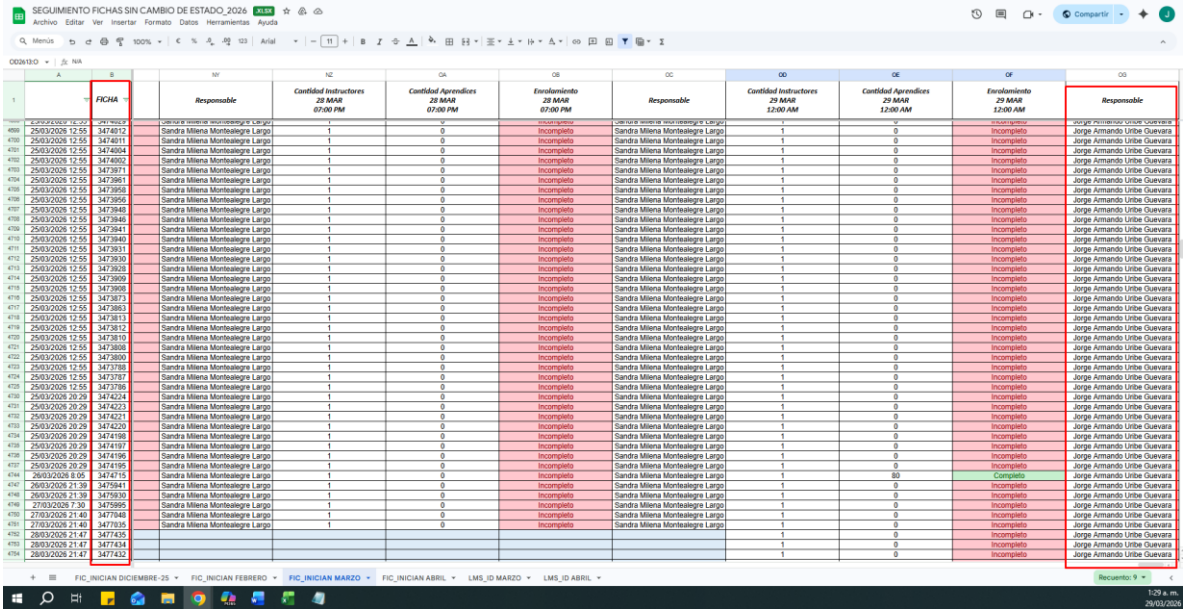 SEGUIMIENTO FICHAS SIN CAMBIO DE ESTADO_2026 .XLSX
Archivo Editar Ver Insertar Formato Datos Herramientas Ayuda
Compartir J
Menús 100% € % 123 Arial 11 B I A
OD2613:O N/A
A B NY NZ OA OB OC OD OE OF OG
1 FICHA Responsable Cantidad Instructores 28 MAR 07:00 PM Cantidad Aprendices 28 MAR 07:00 PM Enrolamiento 28 MAR 07:00 PM Responsable Cantidad Instructores 29 MAR 12:00 AM Cantidad Aprendices 29 MAR 12:00 AM Enrolamiento 29 MAR 12:00 AM Responsable
25/03/2026 12:55 3474012 Sandra Milena Montealegre Largo 1 0 Incompleto Sandra Milena Montealegre Largo 1 0 Incompleto Jorge Armando Uribe Guevara
25/03/2026 12:55 3474011 Sandra Milena Montealegre Largo 1 0 Incompleto Sandra Milena Montealegre Largo 1 0 Incompleto Jorge Armando Uribe Guevara
25/03/2026 12:55 3474004 Sandra Milena Montealegre Largo 1 0 Incompleto Sandra Milena Montealegre Largo 1 0 Incompleto Jorge Armando Uribe Guevara
25/03/2026 12:55 3474002 Sandra Milena Montealegre Largo 1 0 Incompleto Sandra Milena Montealegre Largo 1 0 Incompleto Jorge Armando Uribe Guevara
25/03/2026 12:55 3473971 Sandra Milena Montealegre Largo 1 0 Incompleto Sandra Milena Montealegre Largo 1 0 Incompleto Jorge Armando Uribe Guevara
25/03/2026 12:55 3473961 Sandra Milena Montealegre Largo 1 0 Incompleto Sandra Milena Montealegre Largo 1 0 Incompleto Jorge Armando Uribe Guevara
25/03/2026 12:55 3473958 Sandra Milena Montealegre Largo 1 0 Incompleto Sandra Milena Montealegre Largo 1 0 Incompleto Jorge Armando Uribe Guevara
25/03/2026 12:55 3473956 Sandra Milena Montealegre Largo 1 0 Incompleto Sandra Milena Montealegre Largo 1 0 Incompleto Jorge Armando Uribe Guevara
25/03/2026 12:55 3473948 Sandra Milena Montealegre Largo 1 0 Incompleto Sandra Milena Montealegre Largo 1 0 Incompleto Jorge Armando Uribe Guevara
25/03/2026 12:55 3473946 Sandra Milena Montealegre Largo 1 0 Incompleto Sandra Milena Montealegre Largo 1 0 Incompleto Jorge Armando Uribe Guevara
25/03/2026 12:55 3473941 Sandra Milena Montealegre Largo 1 0 Incompleto Sandra Milena Montealegre Largo 1 0 Incompleto Jorge Armando Uribe Guevara
25/03/2026 12:55 3473940 Sandra Milena Montealegre Largo 1 0 Incompleto Sandra Milena Montealegre Largo 1 0 Incompleto Jorge Armando Uribe Guevara
25/03/2026 12:55 3473931 Sandra Milena Montealegre Largo 1 0 Incompleto Sandra Milena Montealegre Largo 1 0 Incompleto Jorge Armando Uribe Guevara
25/03/2026 12:55 3473930 Sandra Milena Montealegre Largo 1 0 Incompleto Sandra Milena Montealegre Largo 1 0 Incompleto Jorge Armando Uribe Guevara
25/03/2026 12:55 3473928 Sandra Milena Montealegre Largo 1 0 Incompleto Sandra Milena Montealegre Largo 1 0 Incompleto Jorge Armando Uribe Guevara
25/03/2026 12:55 3473909 Sandra Milena Montealegre Largo 1 0 Incompleto Sandra Milena Montealegre Largo 1 0 Incompleto Jorge Armando Uribe Guevara
25/03/2026 12:55 3473908 Sandra Milena Montealegre Largo 1 0 Incompleto Sandra Milena Montealegre Largo 1 0 Incompleto Jorge Armando Uribe Guevara
25/03/2026 12:55 3473873 Sandra Milena Montealegre Largo 1 0 Incompleto Sandra Milena Montealegre Largo 1 0 Incompleto Jorge Armando Uribe Guevara
25/03/2026 12:55 3473863 Sandra Milena Montealegre Largo 1 0 Incompleto Sandra Milena Montealegre Largo 1 0 Incompleto Jorge Armando Uribe Guevara
25/03/2026 12:55 3473813 Sandra Milena Montealegre Largo 1 0 Incompleto Sandra Milena Montealegre Largo 1 0 Incompleto Jorge Armando Uribe Guevara
25/03/2026 12:55 3473812 Sandra Milena Montealegre Largo 1 0 Incompleto Sandra Milena Montealegre Largo 1 0 Incompleto Jorge Armando Uribe Guevara
25/03/2026 12:55 3473810 Sandra Milena Montealegre Largo 1 0 Incompleto Sandra Milena Montealegre Largo 1 0 Incompleto Jorge Armando Uribe Guevara
25/03/2026 12:55 3473808 Sandra Milena Montealegre Largo 1 0 Incompleto Sandra Milena Montealegre Largo 1 0 Incompleto Jorge Armando Uribe Guevara
25/03/2026 12:55 3473800 Sandra Milena Montealegre Largo 1 0 Incompleto Sandra Milena Montealegre Largo 1 0 Incompleto Jorge Armando Uribe Guevara
25/03/2026 12:55 3473788 Sandra Milena Montealegre Largo 1 0 Incompleto Sandra Milena Montealegre Largo 1 0 Incompleto Jorge Armando Uribe Guevara
25/03/2026 12:55 3473787 Sandra Milena Montealegre Largo 1 0 Incompleto Sandra Milena Montealegre Largo 1 0 Incompleto Jorge Armando Uribe Guevara
25/03/2026 12:55 3473786 Sandra Milena Montealegre Largo 1 0 Incompleto Sandra Milena Montealegre Largo 1 0 Incompleto Jorge Armando Uribe Guevara
25/03/2026 20:29 3474224 Sandra Milena Montealegre Largo 1 0 Incompleto Sandra Milena Montealegre Largo 1 0 Incompleto Jorge Armando Uribe Guevara
25/03/2026 20:29 3474223 Sandra Milena Montealegre Largo 1 0 Incompleto Sandra Milena Montealegre Largo 1 0 Incompleto Jorge Armando Uribe Guevara
25/03/2026 20:29 3474221 Sandra Milena Montealegre Largo 1 0 Incompleto Sandra Milena Montealegre Largo 1 0 Incompleto Jorge Armando Uribe Guevara
25/03/2026 20:29 3474220 Sandra Milena Montealegre Largo 1 0 Incompleto Sandra Milena Montealegre Largo 1 0 Incompleto Jorge Armando Uribe Guevara
25/03/2026 20:29 3474198 Sandra Milena Montealegre Largo 1 0 Incompleto Sandra Milena Montealegre Largo 1 0 Incompleto Jorge Armando Uribe Guevara
25/03/2026 20:29 3474197 Sandra Milena Montealegre Largo 1 0 Incompleto Sandra Milena Montealegre Largo 1 0 Incompleto Jorge Armando Uribe Guevara
25/03/2026 20:29 3474196 Sandra Milena Montealegre Largo 1 0 Incompleto Sandra Milena Montealegre Largo 1 0 Incompleto Jorge Armando Uribe Guevara
25/03/2026 20:29 3474195 Sandra Milena Montealegre Largo 1 0 Incompleto Sandra Milena Montealegre Largo 1 0 Incompleto Jorge Armando Uribe Guevara
26/03/2026 8:05 3474715 Sandra Milena Montealegre Largo 1 0 Incompleto Sandra Milena Montealegre Largo 1 80 Completo Jorge Armando Uribe Guevara
26/03/2026 21:39 3475941 Sandra Milena Montealegre Largo 1 0 Incompleto Sandra Milena Montealegre Largo 1 0 Incompleto Jorge Armando Uribe Guevara
26/03/2026 21:39 3475930 Sandra Milena Montealegre Largo 1 0 Incompleto Sandra Milena Montealegre Largo 1 0 Incompleto Jorge Armando Uribe Guevara
27/03/2026 7:30 3475995 Sandra Milena Montealegre Largo 1 0 Incompleto Sandra Milena Montealegre Largo 1 0 Incompleto Jorge Armando Uribe Guevara
27/03/2026 21:40 3477048 Sandra Milena Montealegre Largo 1 0 Incompleto Sandra Milena Montealegre Largo 1 0 Incompleto Jorge Armando Uribe Guevara
27/03/2026 21:40 3477035 Sandra Milena Montealegre Largo 1 0 Incompleto Sandra Milena Montealegre Largo 1 0 Incompleto Jorge Armando Uribe Guevara
28/03/2026 21:47 3477435 1 0 Incompleto Jorge Armando Uribe Guevara
28/03/2026 21:47 3477434 1 0 Incompleto Jorge Armando Uribe Guevara
28/03/2026 21:47 3477432 1 0 Incompleto Jorge Armando Uribe Guevara
FIC_INICIAN DICIEMBRE-25 FIC_INICIAN FEBRERO FIC_INICIAN MARZO FIC_INICIAN ABRIL LMS_ID MARZO LMS_ID ABRIL Recuento: 9
1:29 a. m.
29/03/2026